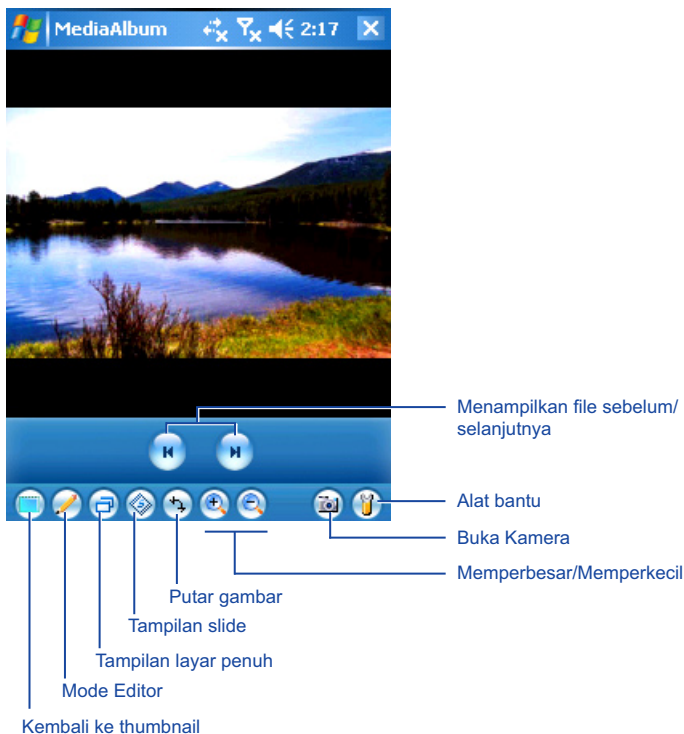 MediaAlbum 2:17
Menampilkan file sebelum/
selanjutnya
Alat bantu
Buka Kamera
Memperbesar/Memperkecil
Putar gambar
Tampilan slide
Tampilan layar penuh
Mode Editor
Kembali ke thumbnail